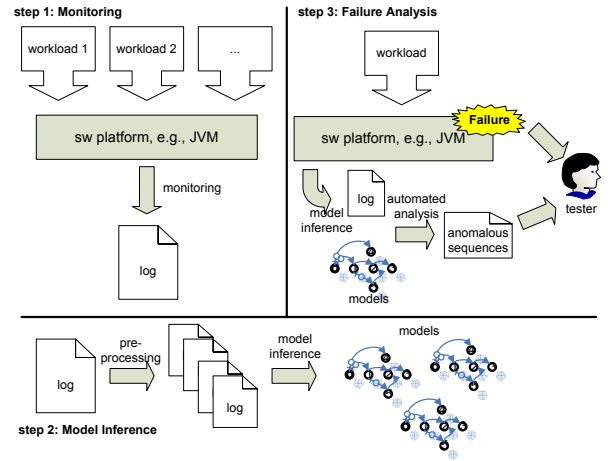 step 1: Monitoring
workload 1
workload 2
...
sw platform, e.g., JVM
monitoring
log
step 3: Failure Analysis
workload
Failure
sw platform, e.g., JVM
model
inference
log
automated
analysis
anomalous
sequences
tester
models
log
pre-
processing
log
model
inference
models
step 2: Model Inference